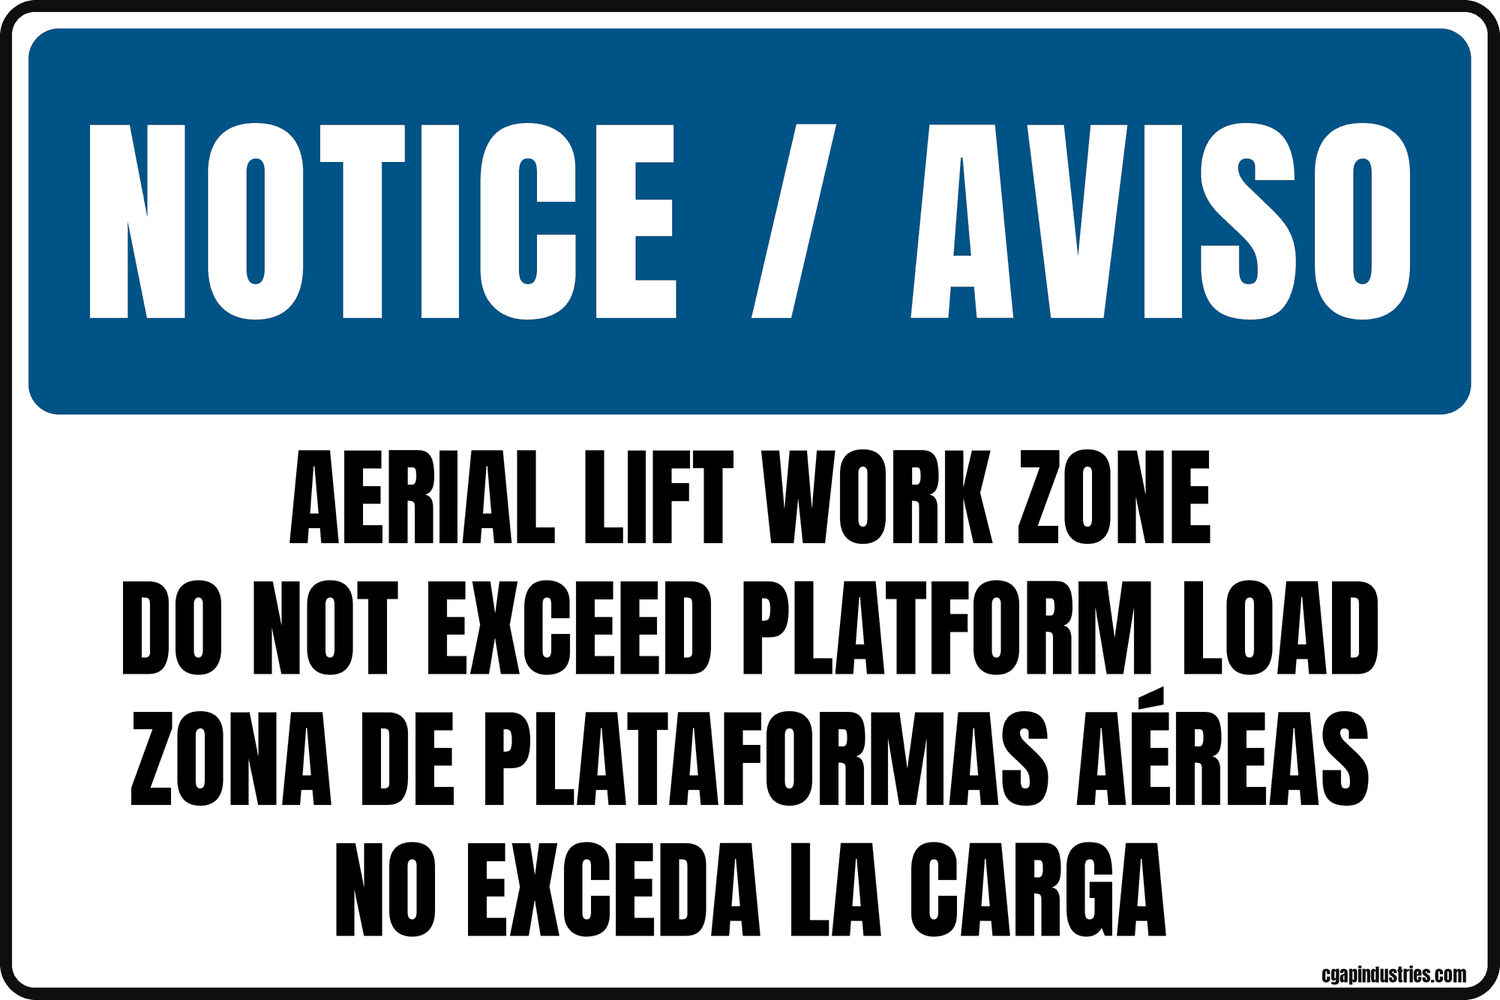 NOTICE / AVISO
AERIAL LIFT WORK ZONE
DO NOT EXCEED PLATFORM LOAD
ZONA DE PLATAFORMAS AÉREAS
NO EXCEDA LA CARGA
cgapindustries.com